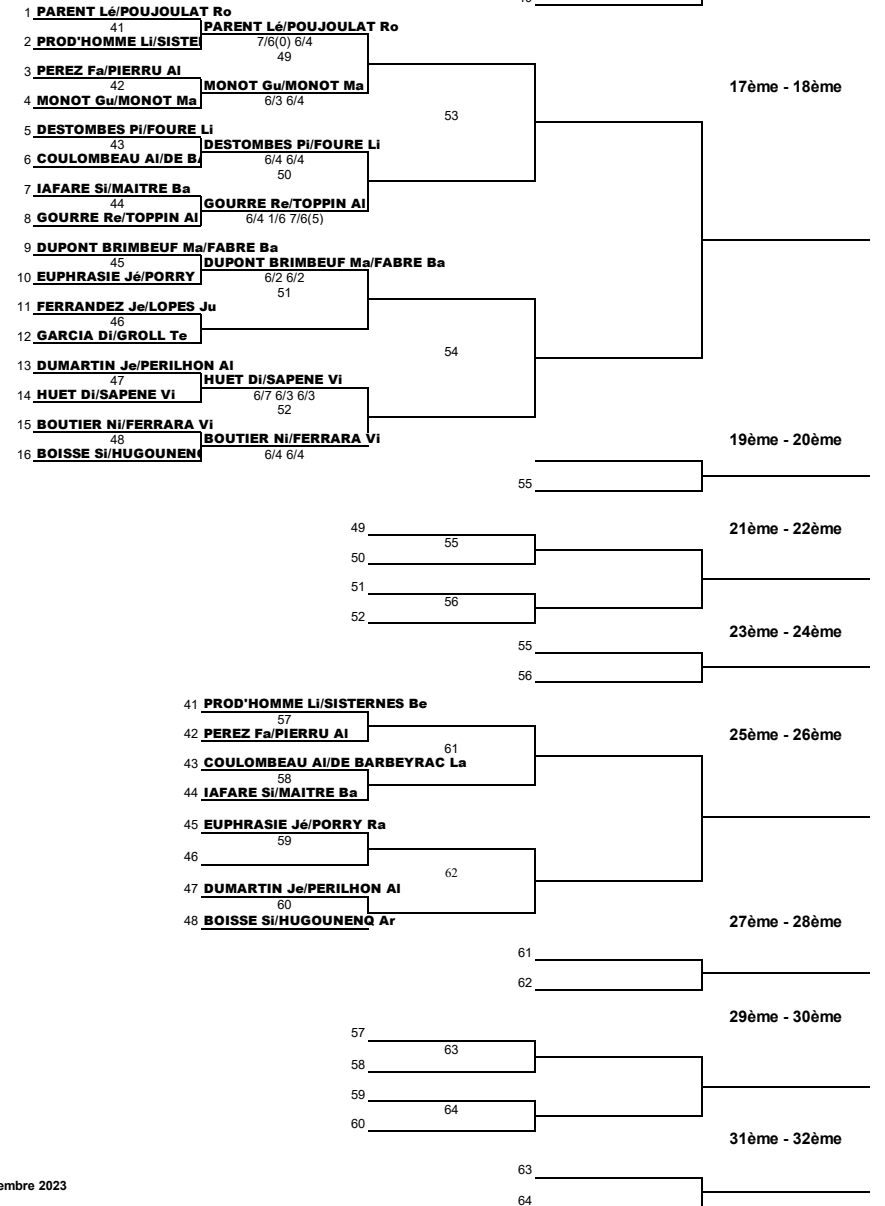 1 PARENT Lé/POUJOULAT Ro
41 PARENT Lé/POUJOULAT Ro
2 PROD'HOMME Li/SISTE 7/6(0) 6/4
49
3 PEREZ Fa/PIERRU Al
42 MONOT Gu/MONOT Ma 17ème - 18ème
4 MONOT Gu/MONOT Ma 6/3 6/4
53
5 DESTOMBES Pi/FOURE Li
43 DESTOMBES Pi/FOURE Li
6 COULOMBEAU Al/DE BA 6/4 6/4
50
7 IAFARE Si/MAITRE Ba
44 GOURRE Re/TOPPIN Al
8 GOURRE Re/TOPPIN Al 6/4 1/6 7/6(5)
9 DUPONT BRIMBEUF Ma/FABRE Ba
45 DUPONT BRIMBEUF Ma/FABRE Ba
10 EUPHRASIE Jé/PORRY 6/2 6/2
51
11 FERRANDEZ Je/LOPES Ju
46
12 GARCIA Di/GROLL Te
54
13 DUMARTIN Je/PERILHON Al
47 HUET Di/SAPENE Vi
14 HUET Di/SAPENE Vi 6/7 6/3 6/3
52
15 BOUTIER Ni/FERRARA Vi
48 BOUTIER Ni/FERRARA Vi 19ème - 20ème
16 BOISSE Si/HUGOUNEN 6/4 6/4
55
49 21ème - 22ème
55
50
51
56
52
23ème - 24ème
55
56
41 PROD'HOMME Li/SISTERNES Be
57
42 PEREZ Fa/PIERRU Al 25ème - 26ème
61
43 COULOMBEAU Al/DE BARBEYRAC La
58
44 IAFARE Si/MAITRE Ba
45 EUPHRASIE Jé/PORRY Ra
59
46
62
47 DUMARTIN Je/PERILHON Al
60
48 BOISSE Si/HUGOUNENQ Ar 27ème - 28ème
61
62
29ème - 30ème
57
63
58
59
64
60
31ème - 32ème
63
embre 2023
64